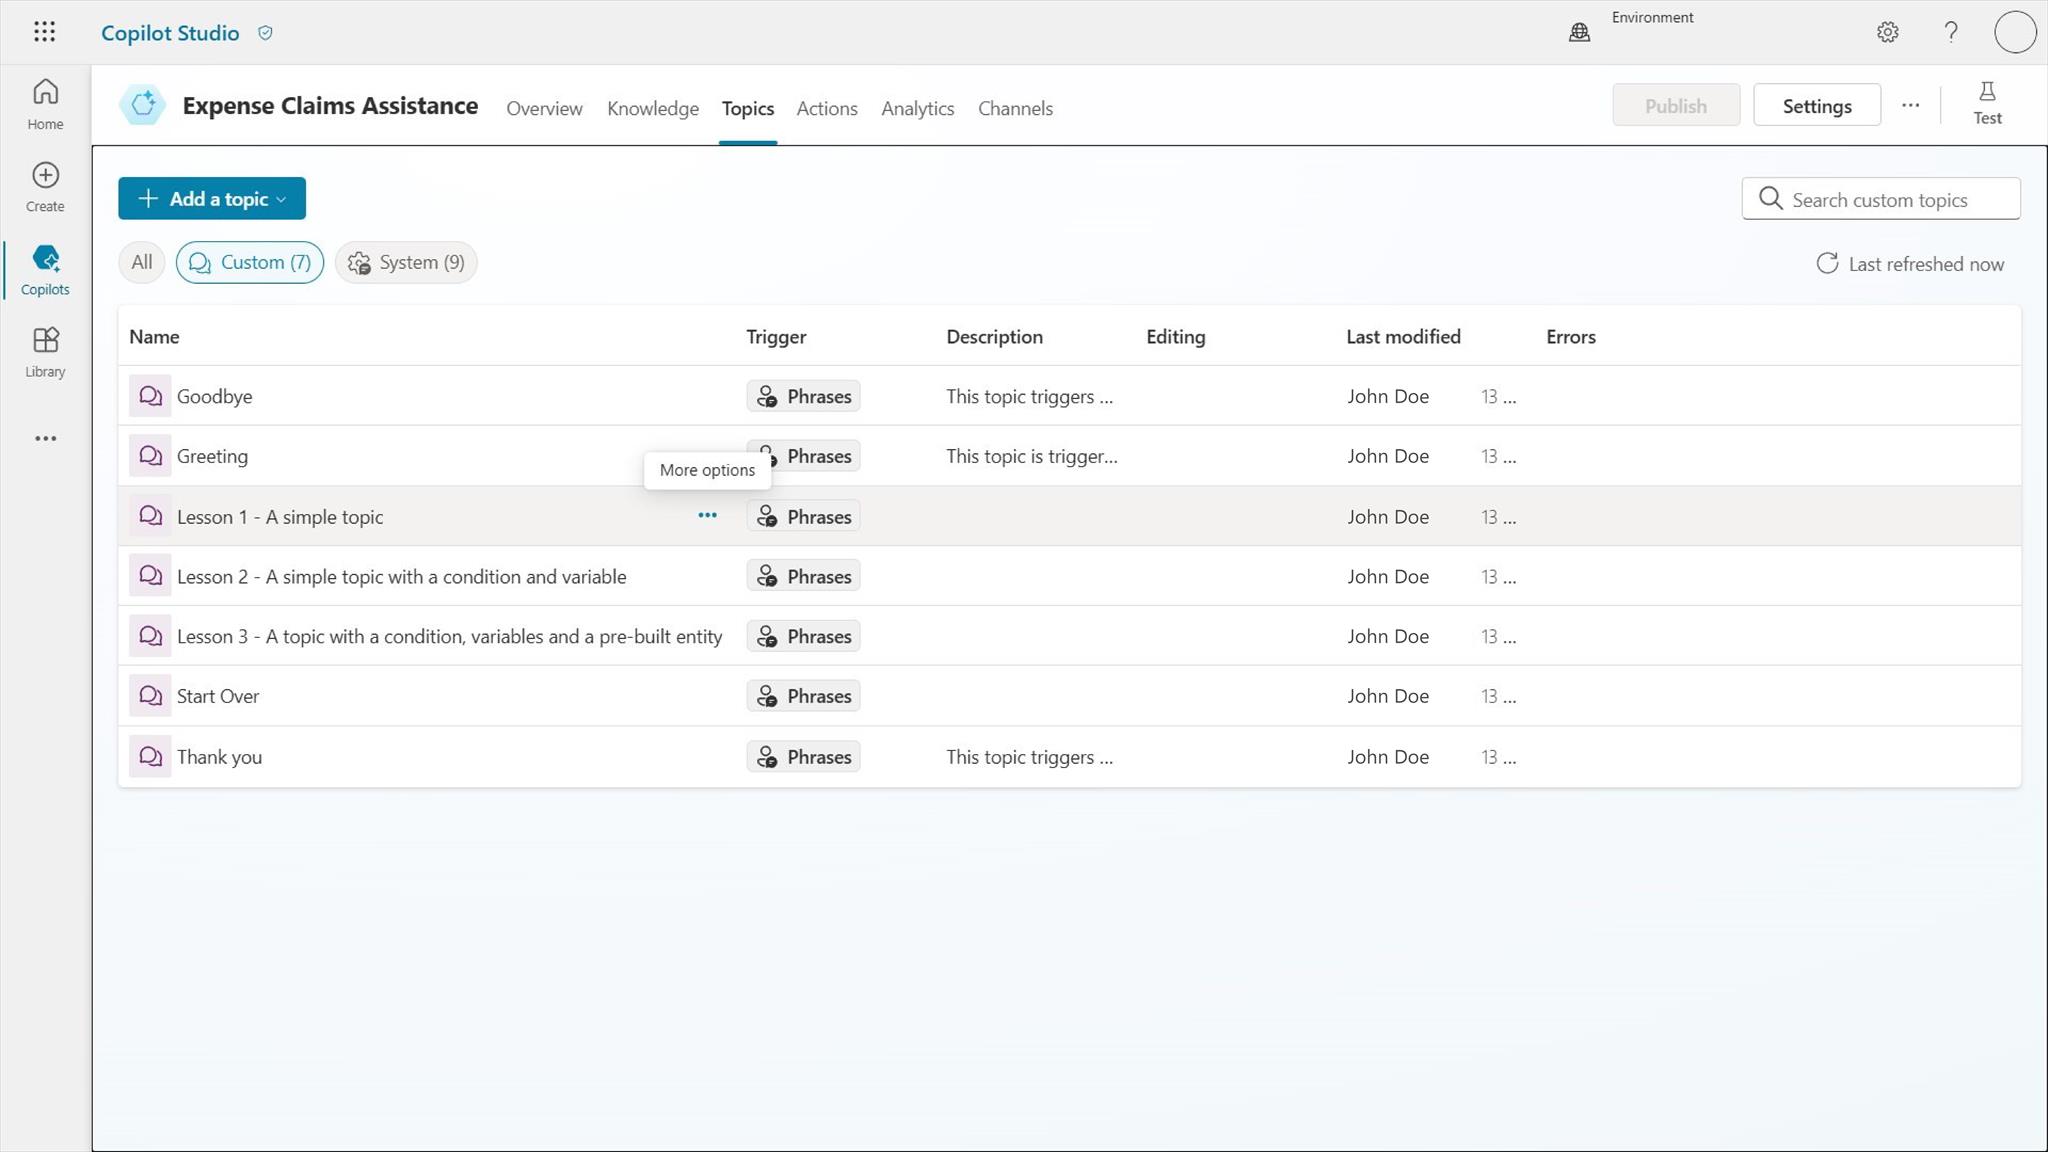 Copilot Studio
Environment
Home
Create
Copilots
Library
Expense Claims Assistance
Overview
Knowledge
Topics
Actions
Analytics
Channels
Publish
Settings
Test
Add a topic
Search custom topics
All
Custom (7)
System (9)
Last refreshed now
Name Trigger Description Editing Last modified Errors
Goodbye Phrases This topic triggers ... John Doe 13 ...
Greeting Phrases This topic is trigger... John Doe 13 ...
More options
Lesson 1 - A simple topic Phrases John Doe 13 ...
Lesson 2 - A simple topic with a condition and variable Phrases John Doe 13 ...
Lesson 3 - A topic with a condition, variables and a pre-built entity Phrases John Doe 13 ...
Start Over Phrases John Doe 13 ...
Thank you Phrases This topic triggers ... John Doe 13 ...